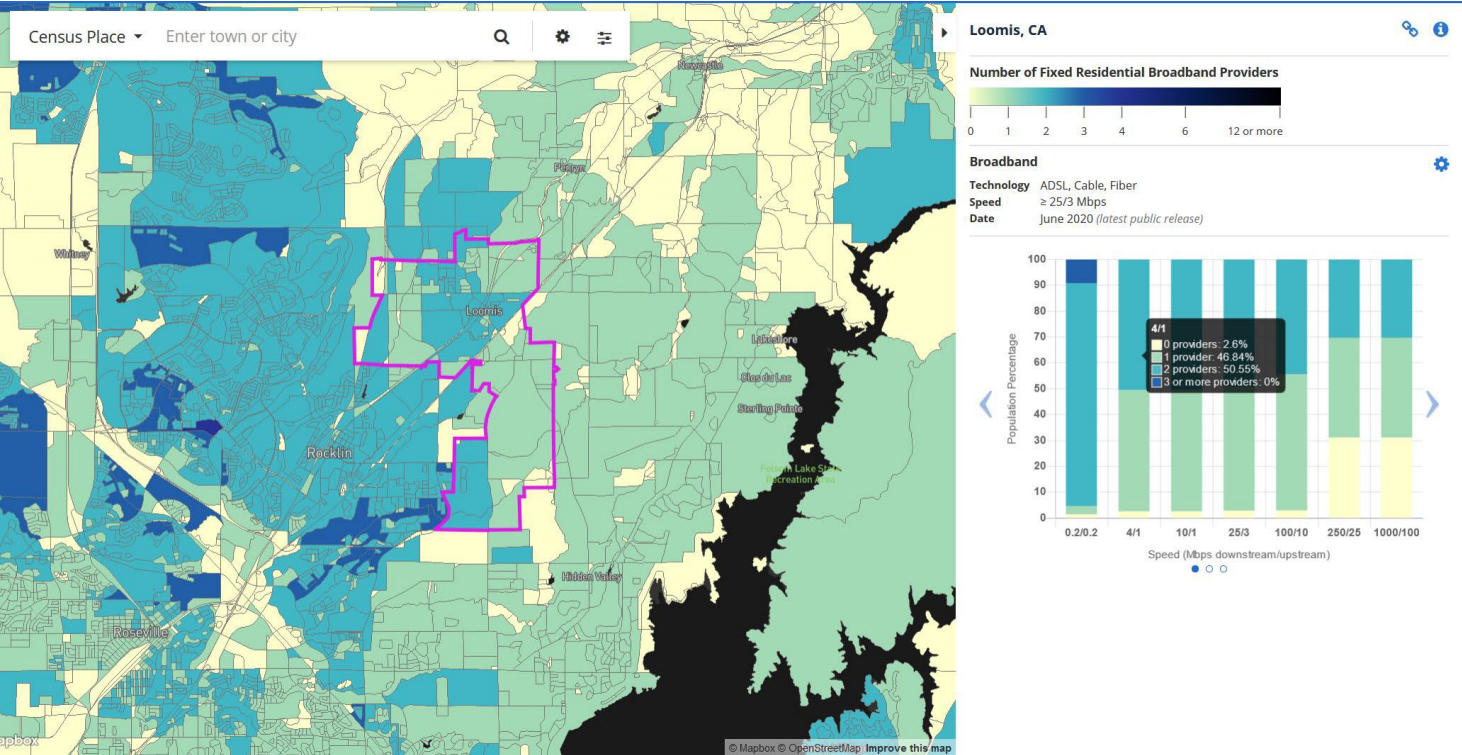 Census Place Enter town or city
Newcastle
Penryn
Whitney
Loomis
Lakeshore
Clos du Lac
Sterling Pointe
Rocklin
Folsom Lake State
Recreation Area
Hidden Valley
Roseville
apbox
© Mapbox © OpenStreetMap Improve this map
Loomis, CA
Number of Fixed Residential Broadband Providers
0 1 2 3 4 6 12 or more
Broadband
Technology ADSL, Cable, Fiber
Speed ≥ 25/3 Mbps
Date June 2020 (latest public release)
100
90
80
70
60
50
40
30
20
10
0
Population Percentage
4/1
0 providers: 2.6%
1 provider: 46.84%
2 providers: 50.55%
3 or more providers: 0%
0.2/0.2 4/1 10/1 25/3 100/10 250/25 1000/100
Speed (Mbps downstream/upstream)